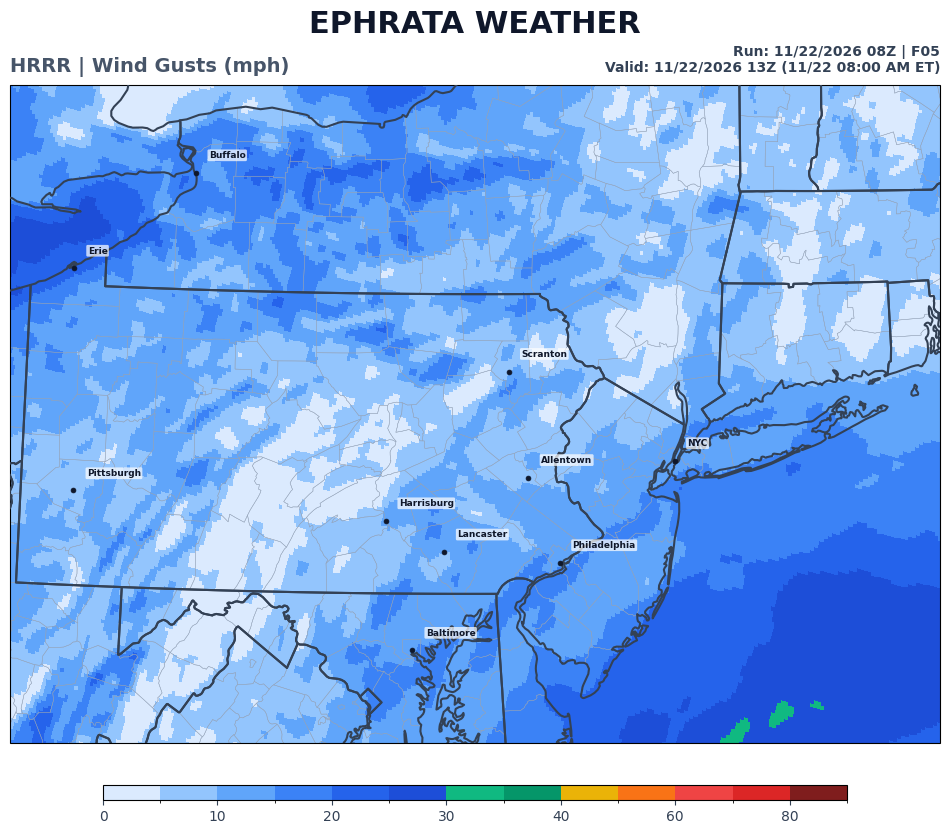 EPHRATA WEATHER
HRRR | Wind Gusts (mph)
Run: 11/22/2026 08Z | F05
Valid: 11/22/2026 13Z (11/22 08:00 AM ET)
Buffalo
Erie
Scranton
NYC
Allentown
Pittsburgh
Harrisburg
Lancaster
Philadelphia
Baltimore
0 10 20 30 40 50 60 70 80